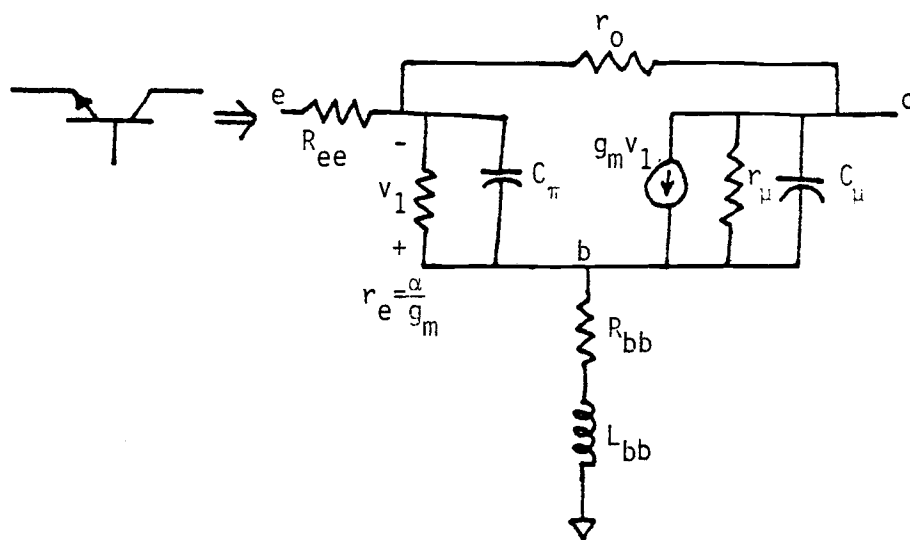 r_o
e
c
R_ee
-
g_m v_1
v_1
C_π
r_μ
C_μ
+
b
r_e = α/g_m
R_bb
L_bb